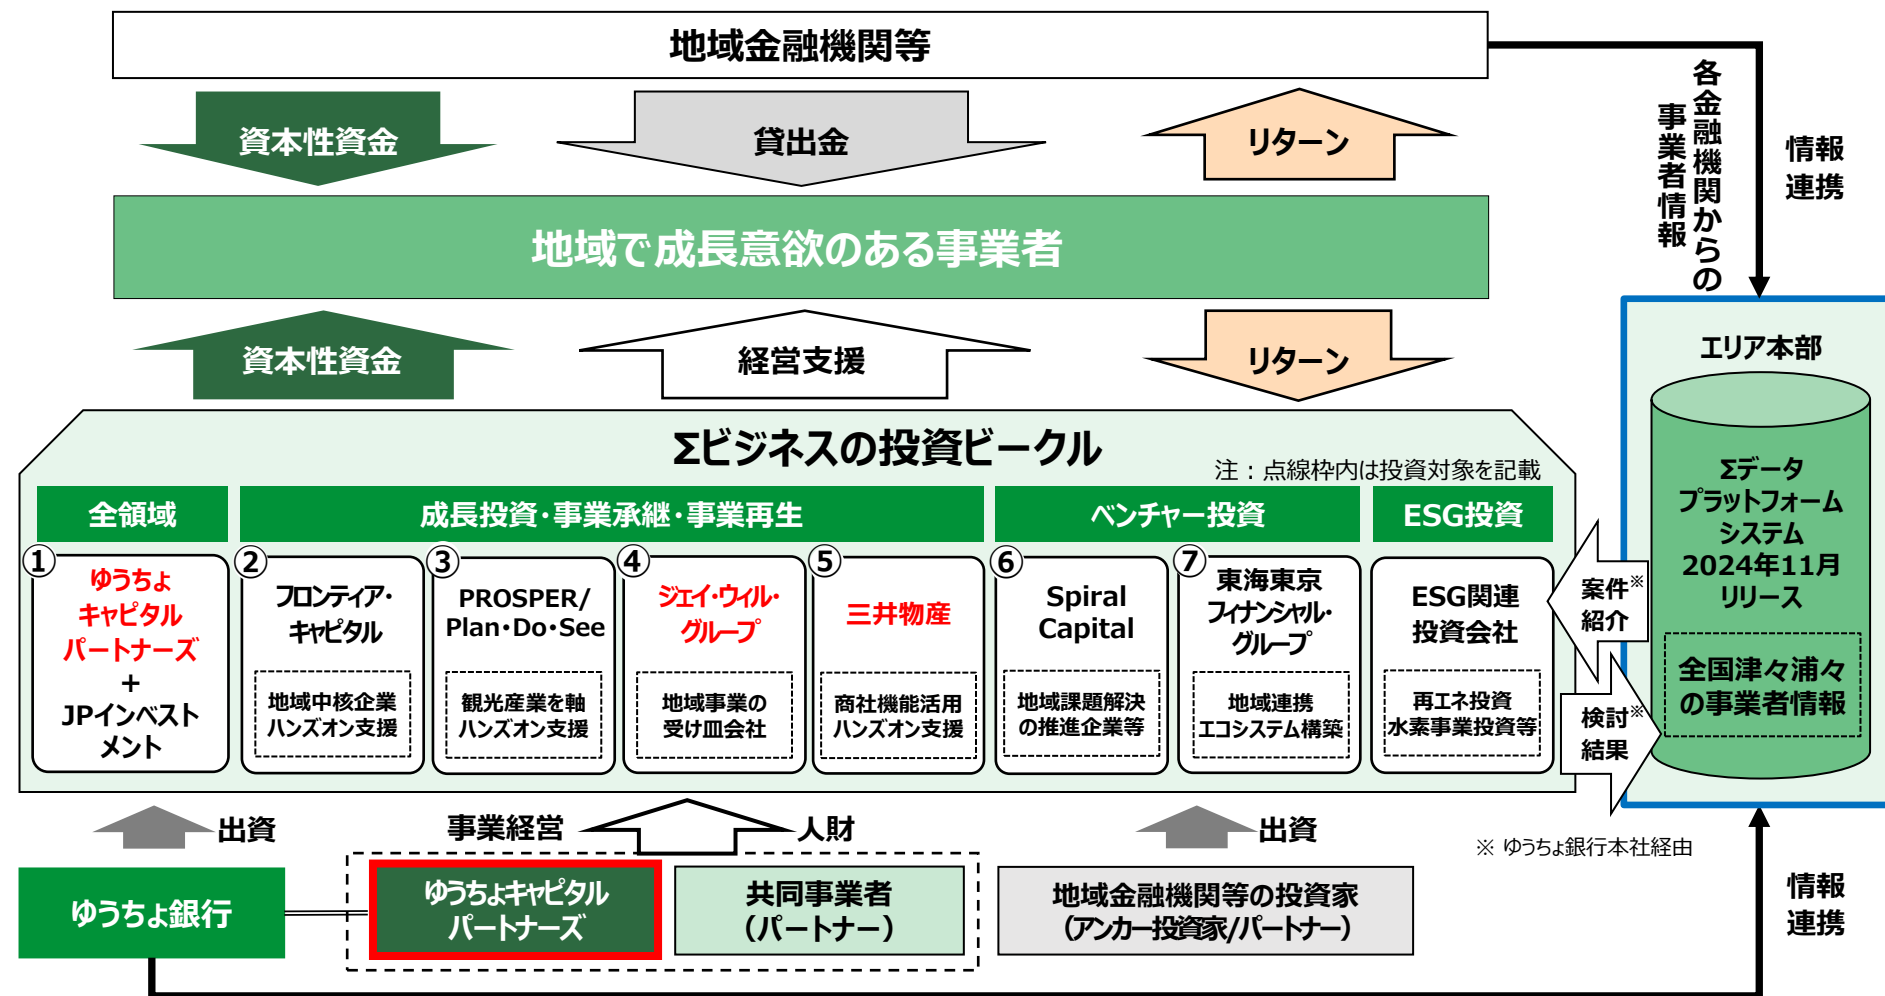 地域金融機関等
資本性資金
貸出金
リターン
各金融機関からの
事業者情報
情報
連携
地域で成長意欲のある事業者
資本性資金
経営支援
リターン
エリア本部
Σデータ
プラットフォーム
システム
2024年11月
リリース
全国津々浦々
の事業者情報
Σビジネスの投資ビークル
注：点線枠内は投資対象を記載
全領域
成長投資・事業承継・事業再生
ベンチャー投資
ESG投資
①
ゆうちょ
キャピタル
パートナーズ
+
JPインベスト
メント
②
フロンティア・
キャピタル
地域中核企業
ハンズオン支援
③
PROSPER/
Plan・Do・See
観光産業を軸
ハンズオン支援
④
ジェイ・ウィル・
グループ
地域事業の
受け皿会社
⑤
三井物産
商社機能活用
ハンズオン支援
⑥
Spiral
Capital
地域課題解決
の推進企業等
⑦
東海東京
フィナンシャル・
グループ
地域連携
エコシステム構築
ESG関連
投資会社
再エネ投資
水素事業投資等
案件※
紹介
検討※
結果
出資
事業経営
人財
出資
※ ゆうちょ銀行本社経由
ゆうちょ銀行
ゆうちょキャピタル
パートナーズ
共同事業者
（パートナー）
地域金融機関等の投資家
（アンカー投資家/パートナー）
情報
連携